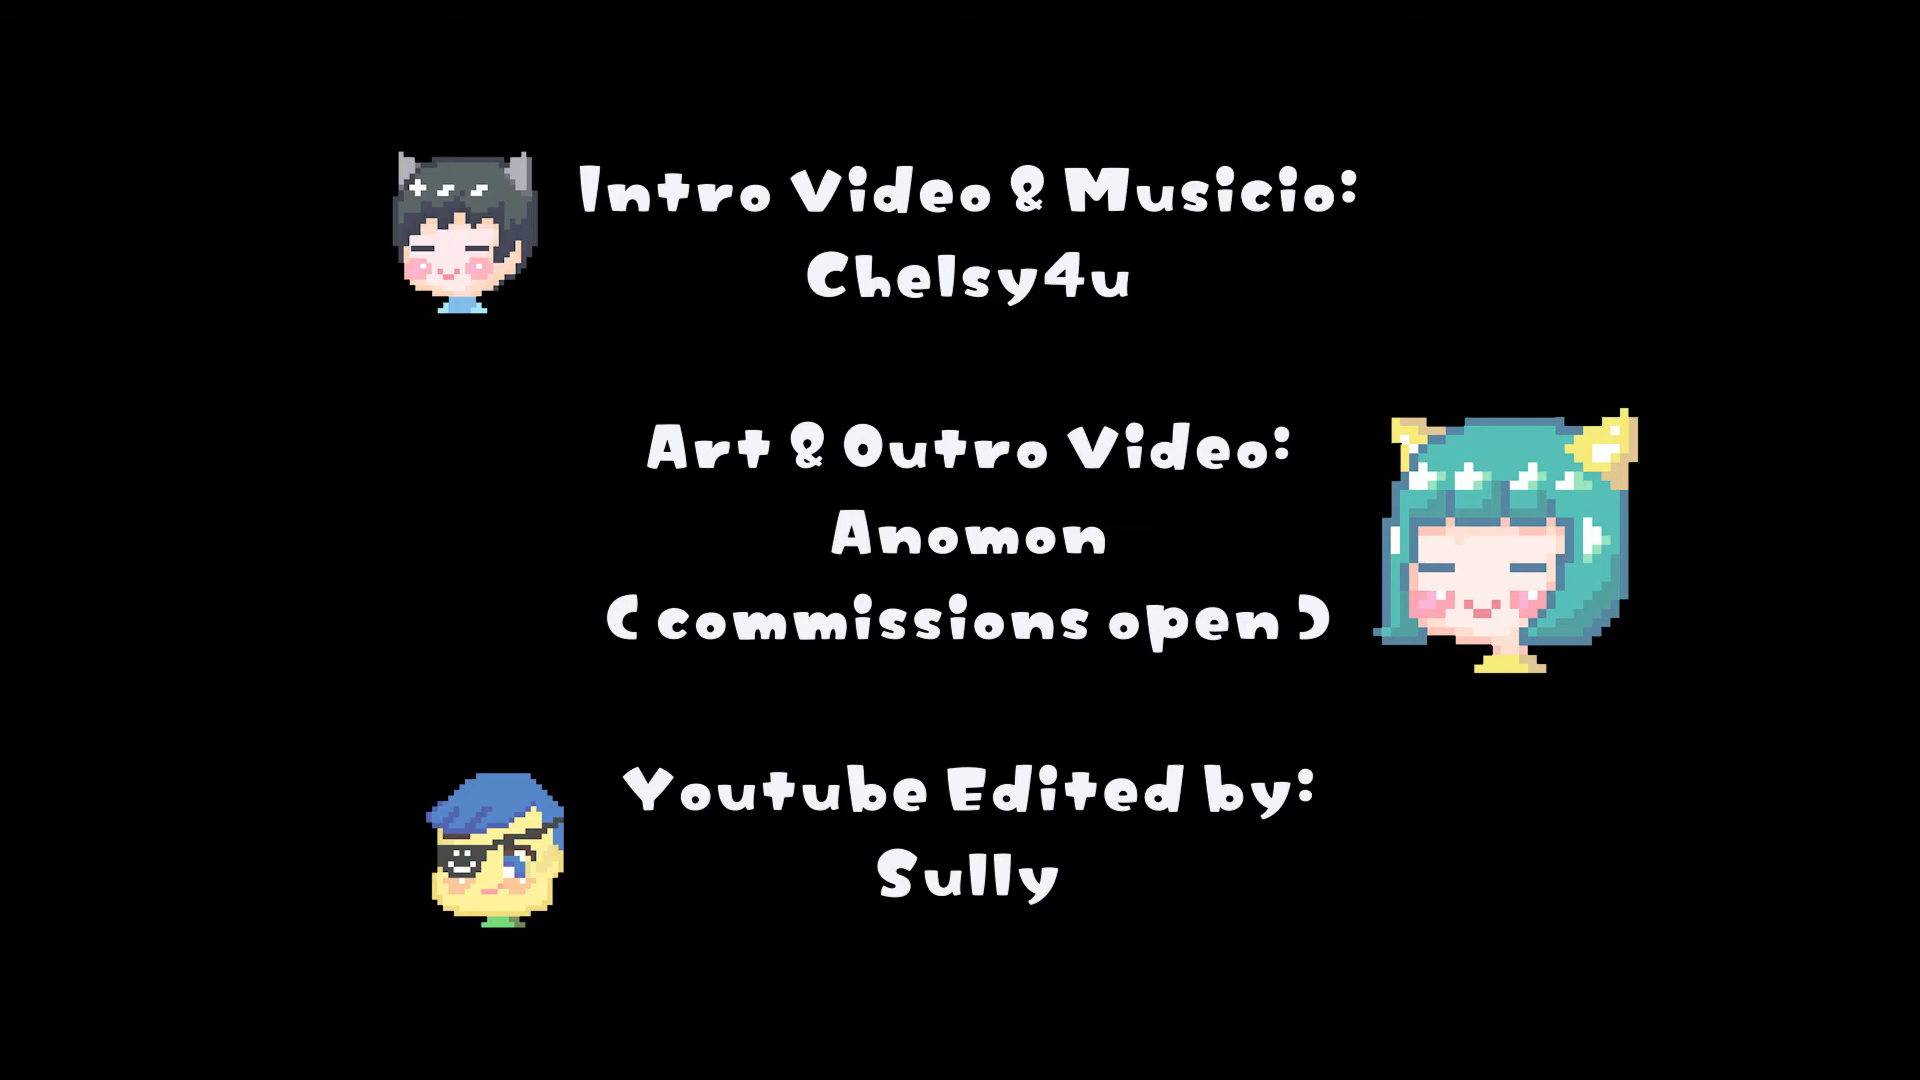 Intro Video & Musicio:
Chelsy4u
Art & Outro Video:
Anomon
( commissions open )
Youtube Edited by:
Sully